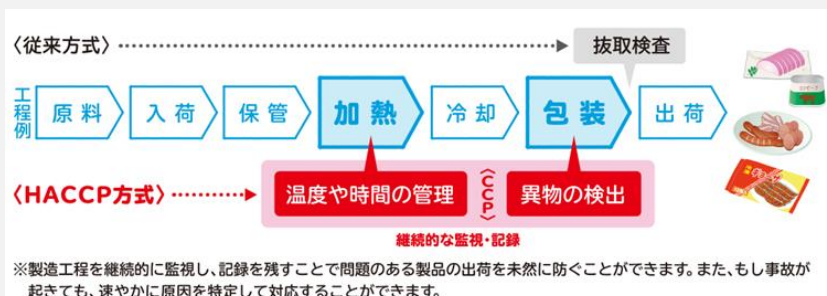 〈従来方式〉
抜取検査
工程例
原料
入荷
保管
加熱
冷却
包装
出荷
〈HACCP方式〉
温度や時間の管理
〈CCP〉
異物の検出
継続的な監視・記録
※製造工程を継続的に監視し、記録を残すことで問題のある製品の出荷を未然に防ぐことができます。また、もし事故が
起きても、速やかに原因を特定して対応することができます。